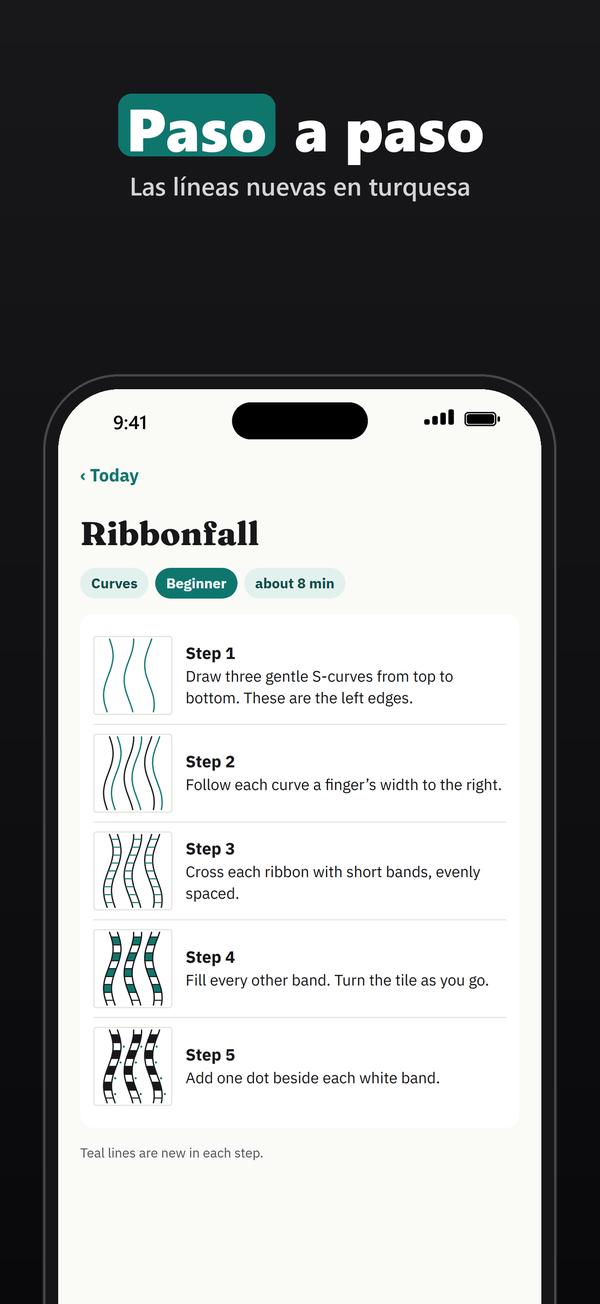 Paso a paso
Las líneas nuevas en turquesa
9:41
‹ Today
Ribbonfall
Curves
Beginner
about 8 min
Step 1
Draw three gentle S-curves from top to
bottom. These are the left edges.
Step 2
Follow each curve a finger’s width to the right.
Step 3
Cross each ribbon with short bands, evenly
spaced.
Step 4
Fill every other band. Turn the tile as you go.
Step 5
Add one dot beside each white band.
Teal lines are new in each step.